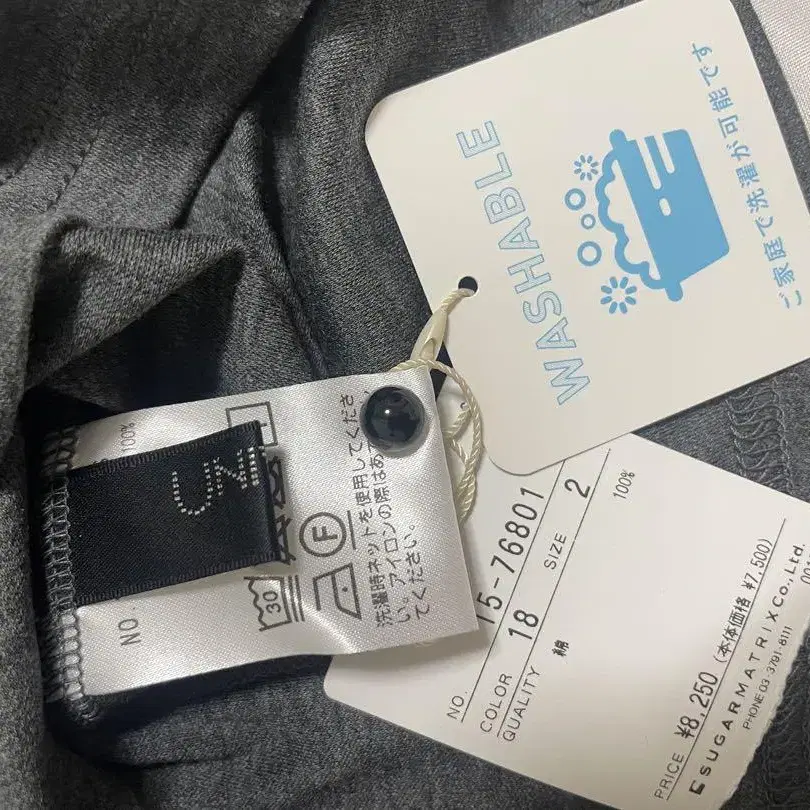 WASHABLE
ご家庭で洗濯が可能です
100%
UNI
F
30
洗濯時ネットを使用してくださ
い。アイロンの際はあ
てください。
NO.
NO. 15-76801
COLOR 18 SIZE 2
QUALITY 綿 100%
PRICE ¥8,250 (本体価格 ¥7,500)
SUGARMATRIX Co., Ltd.
PHONE 03-3791-8111